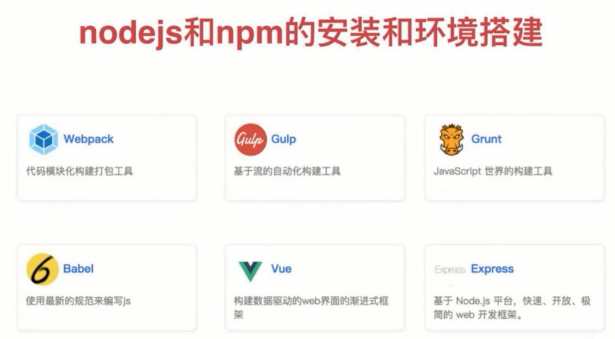 nodejs和npm的安装和环境搭建
Webpack
代码模块化构建打包工具
Gulp
Gulp
基于流的自动化构建工具
Grunt
JavaScript 世界的构建工具
6
Babel
使用最新的规范来编写js
Vue
构建数据驱动的web界面的渐进式框
架
Express
Express
基于 Node.js 平台，快速、开放、极
简的 web 开发框架。